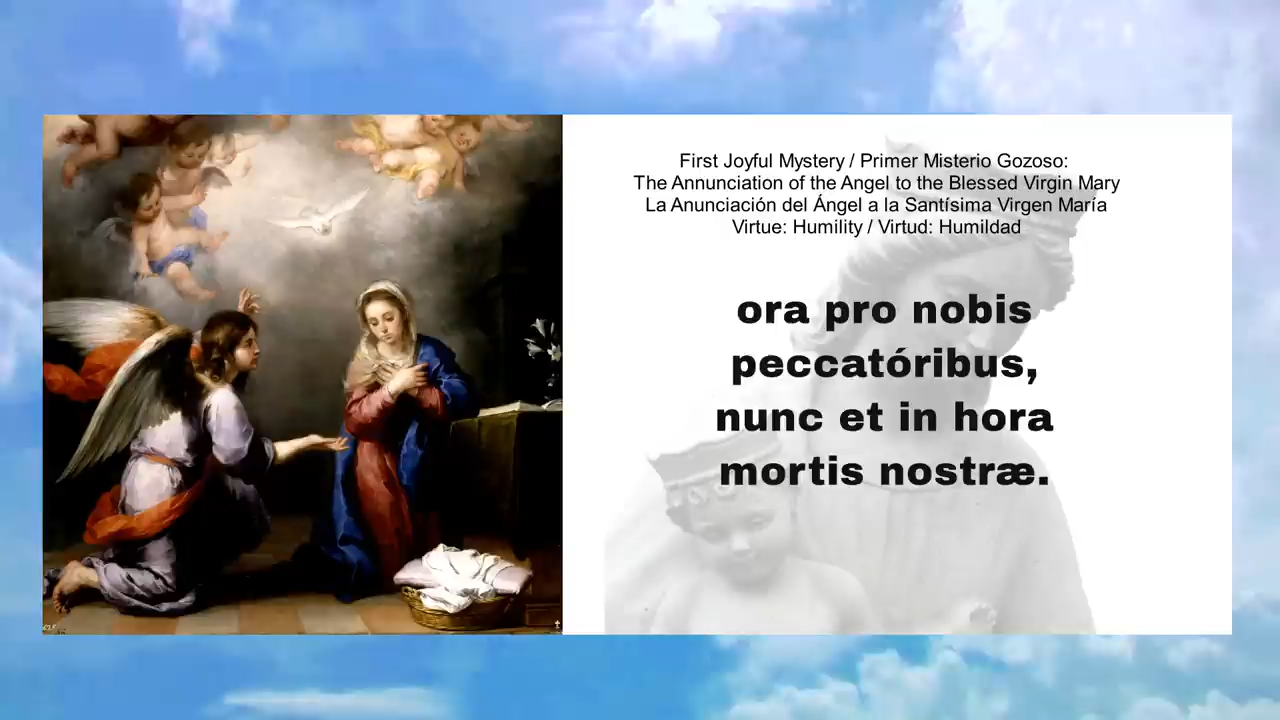 First Joyful Mystery / Primer Misterio Gozoso:
The Annunciation of the Angel to the Blessed Virgin Mary
La Anunciación del Ángel a la Santísima Virgen María
Virtue: Humility / Virtud: Humildad
ora pro nobis
peccatóribus,
nunc et in hora
mortis nostræ.